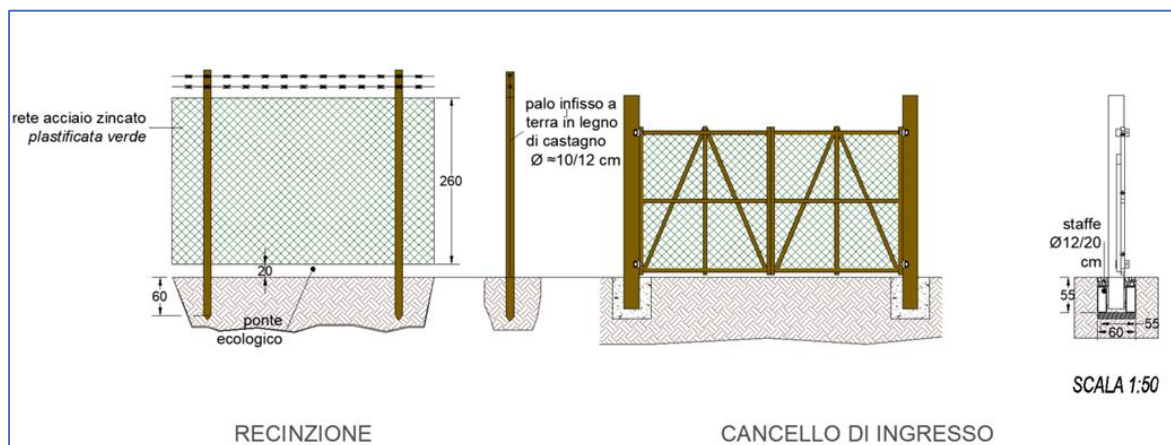 rete acciaio zincato
plastificata verde
260
20
60
ponte
ecologico
palo infisso a
terra in legno
di castagno
Ø ≈10/12 cm
staffe
Ø12/20
cm
55
55
60
SCALA 1:50
RECINZIONE
CANCELLO DI INGRESSO